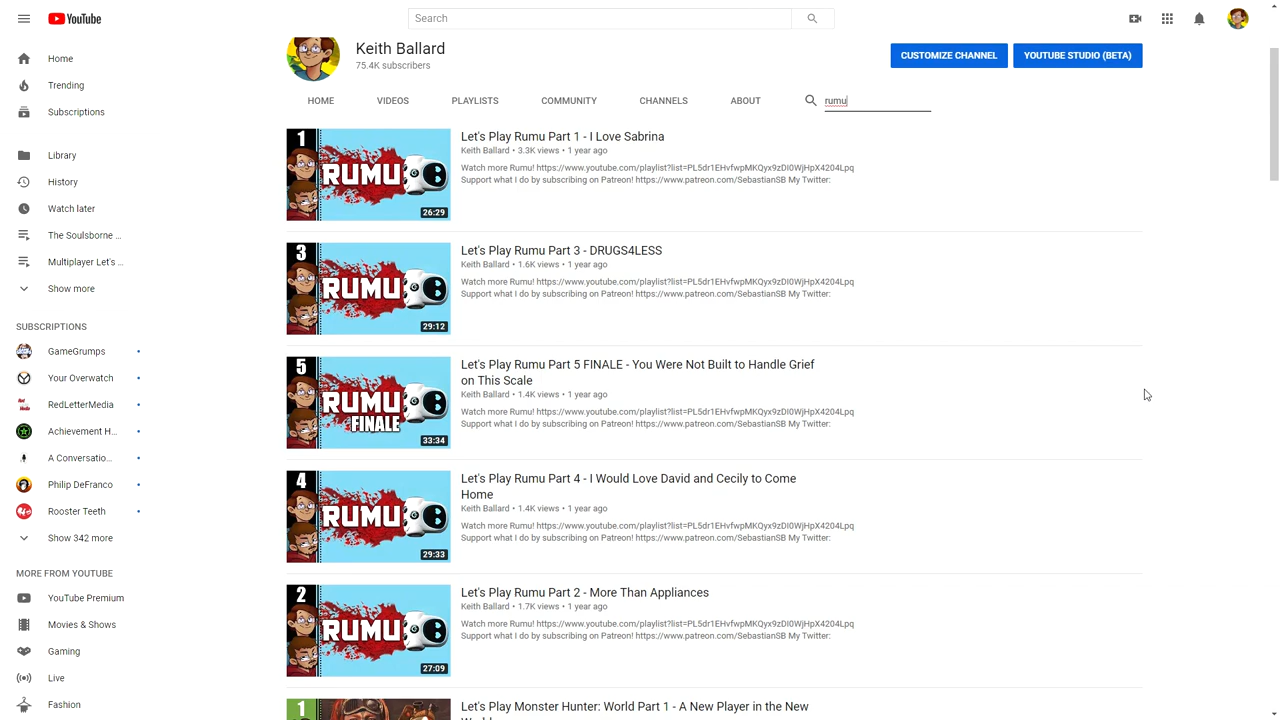 YouTube
Search
Home
Trending
Subscriptions
Library
History
Watch later
The Soulsborne ...
Multiplayer Let's ...
Show more
SUBSCRIPTIONS
GameGrumps
Your Overwatch
RedLetterMedia
Achievement H...
A Conversatio...
Philip DeFranco
Rooster Teeth
Show 342 more
MORE FROM YOUTUBE
YouTube Premium
Movies & Shows
Gaming
Live
Fashion
Keith Ballard
75.4K subscribers
CUSTOMIZE CHANNEL YOUTUBE STUDIO (BETA)
HOME VIDEOS PLAYLISTS COMMUNITY CHANNELS ABOUT rumu
1
RUMU
26:29
Let's Play Rumu Part 1 - I Love Sabrina
Keith Ballard • 3.3K views • 1 year ago
Watch more Rumu! https://www.youtube.com/playlist?list=PL5dr1EHvfwpMKQyx9zDI0WjHpX4204Lpq
Support what I do by subscribing on Patreon! https://www.patreon.com/SebastianSB My Twitter:
3
RUMU
29:12
Let's Play Rumu Part 3 - DRUGS4LESS
Keith Ballard • 1.6K views • 1 year ago
Watch more Rumu! https://www.youtube.com/playlist?list=PL5dr1EHvfwpMKQyx9zDI0WjHpX4204Lpq
Support what I do by subscribing on Patreon! https://www.patreon.com/SebastianSB My Twitter:
5
RUMU
FINALE
33:34
Let's Play Rumu Part 5 FINALE - You Were Not Built to Handle Grief
on This Scale
Keith Ballard • 1.4K views • 1 year ago
Watch more Rumu! https://www.youtube.com/playlist?list=PL5dr1EHvfwpMKQyx9zDI0WjHpX4204Lpq
Support what I do by subscribing on Patreon! https://www.patreon.com/SebastianSB My Twitter:
4
RUMU
29:33
Let's Play Rumu Part 4 - I Would Love David and Cecily to Come
Home
Keith Ballard • 1.4K views • 1 year ago
Watch more Rumu! https://www.youtube.com/playlist?list=PL5dr1EHvfwpMKQyx9zDI0WjHpX4204Lpq
Support what I do by subscribing on Patreon! https://www.patreon.com/SebastianSB My Twitter:
2
RUMU
27:09
Let's Play Rumu Part 2 - More Than Appliances
Keith Ballard • 1.7K views • 1 year ago
Watch more Rumu! https://www.youtube.com/playlist?list=PL5dr1EHvfwpMKQyx9zDI0WjHpX4204Lpq
Support what I do by subscribing on Patreon! https://www.patreon.com/SebastianSB My Twitter:
1
Let's Play Monster Hunter: World Part 1 - A New Player in the New